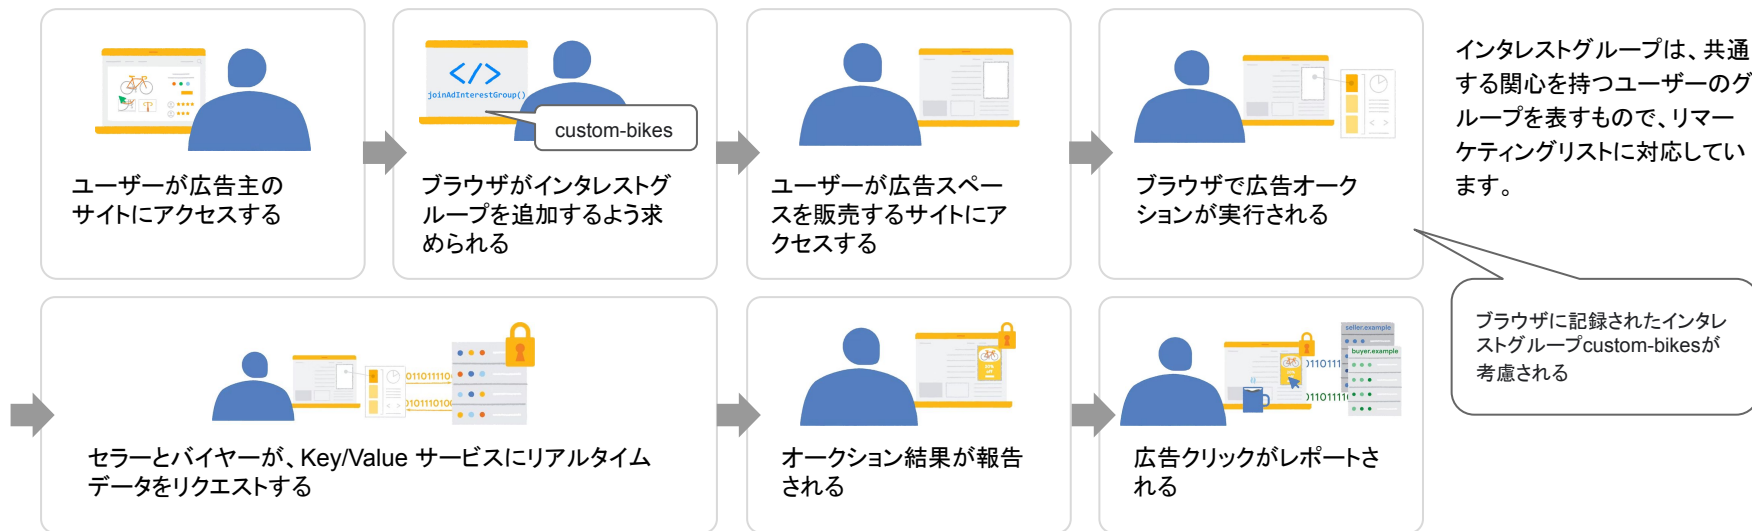 </>
joinAdInterestGroup()
custom-bikes
ユーザーが広告主の
サイトにアクセスする
ブラウザがインタレストグ
ループを追加するよう求
められる
ユーザーが広告スペー
スを販売するサイトにア
クセスする
ブラウザで広告オーク
ションが実行される
インタレストグループは、共通
する関心を持つユーザーのグ
ループを表すもので、リマー
ケティングリストに対応してい
ます。
ブラウザに記録されたインタレ
ストグループcustom-bikesが
考慮される
セラーとバイヤーが、Key/Value サービスにリアルタイム
データをリクエストする
オークション結果が報告
される
seller.example
buyer.example
広告クリックがレポートさ
れる